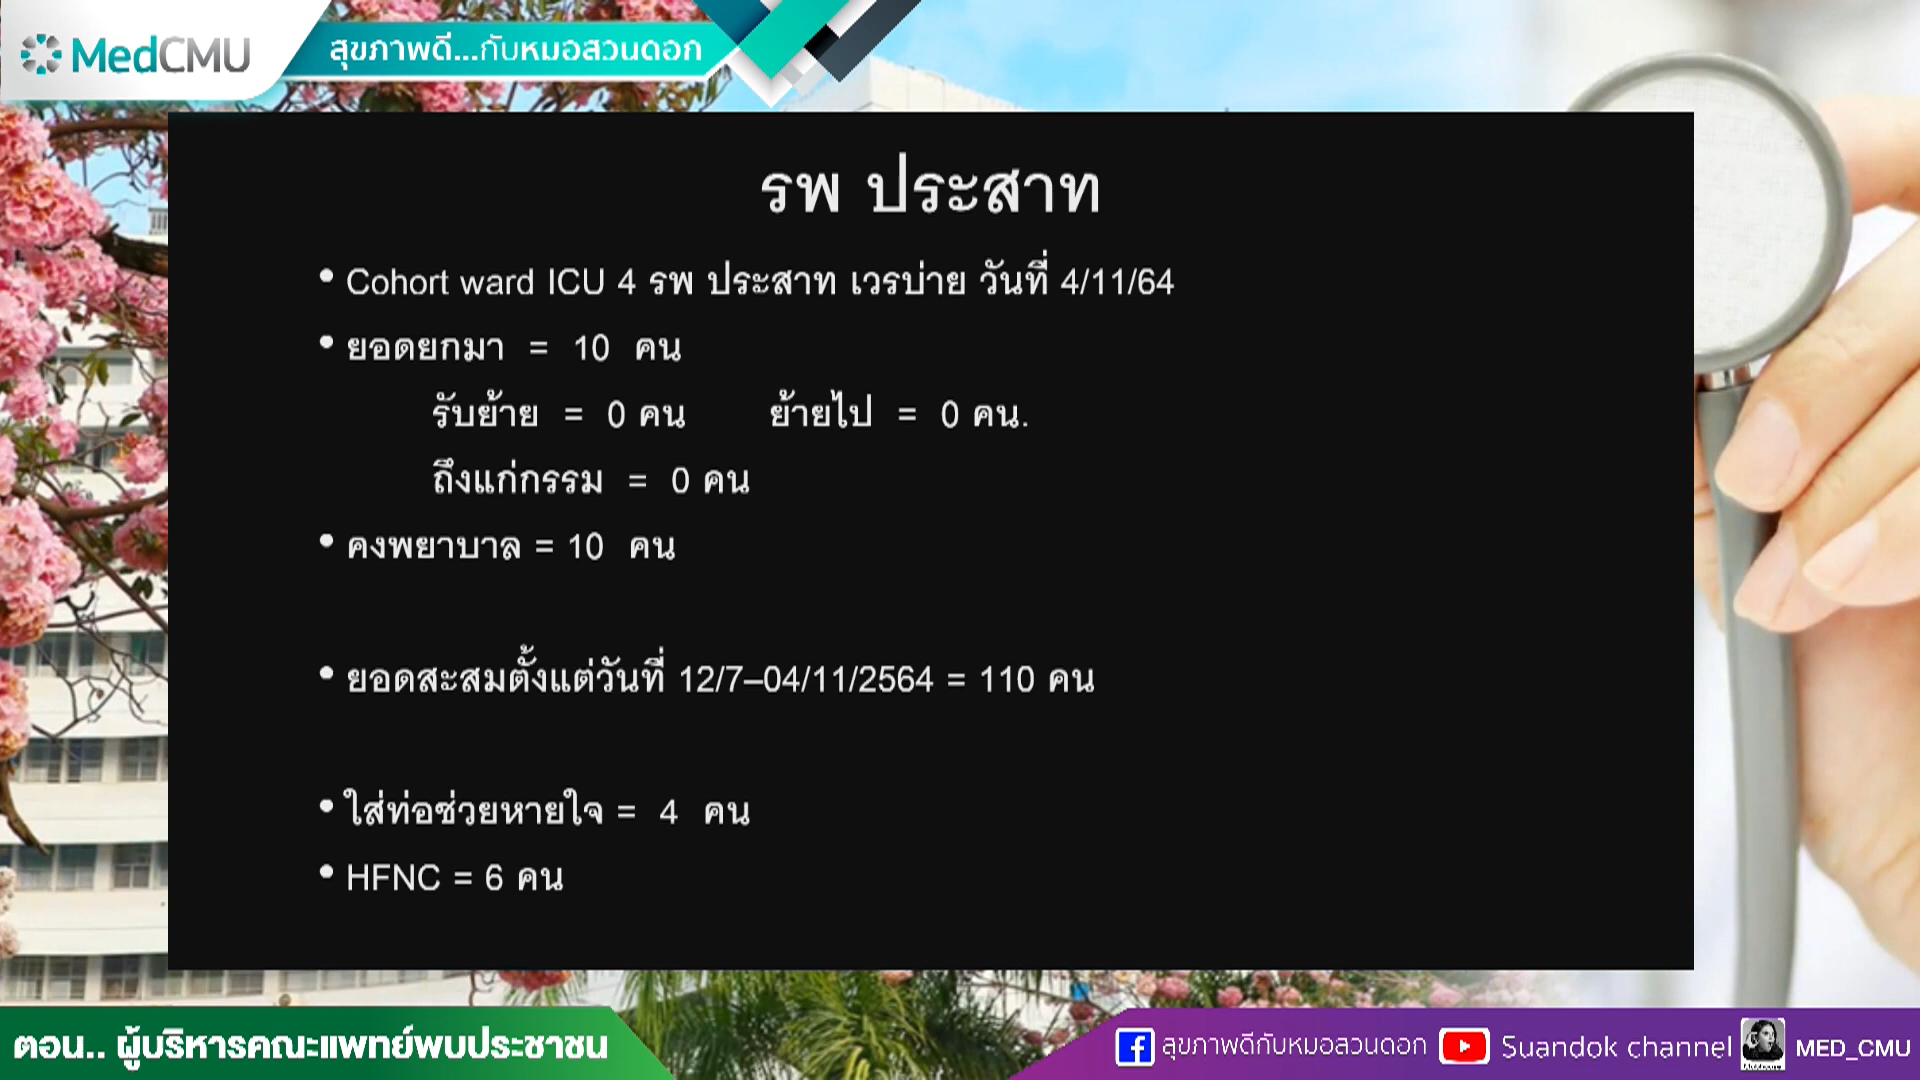 MedCMU
สุขภาพดี...กับหมอสวนดอก
รพ ประสาท
• Cohort ward ICU 4 รพ ประสาท เวรบ่าย วันที่ 4/11/64
• ยอดยกมา = 10 คน
รับย้าย = 0 คน ย้ายไป = 0 คน.
ถึงแก่กรรม = 0 คน
• คงพยาบาล = 10 คน
• ยอดสะสมตั้งแต่วันที่ 12/7–04/11/2564 = 110 คน
• ใส่ท่อช่วยหายใจ = 4 คน
• HFNC = 6 คน
ตอน.. ผู้บริหารคณะแพทย์พบประชาชน
สุขภาพดีกับหมอสวนดอก Suandok channel MED_CMU